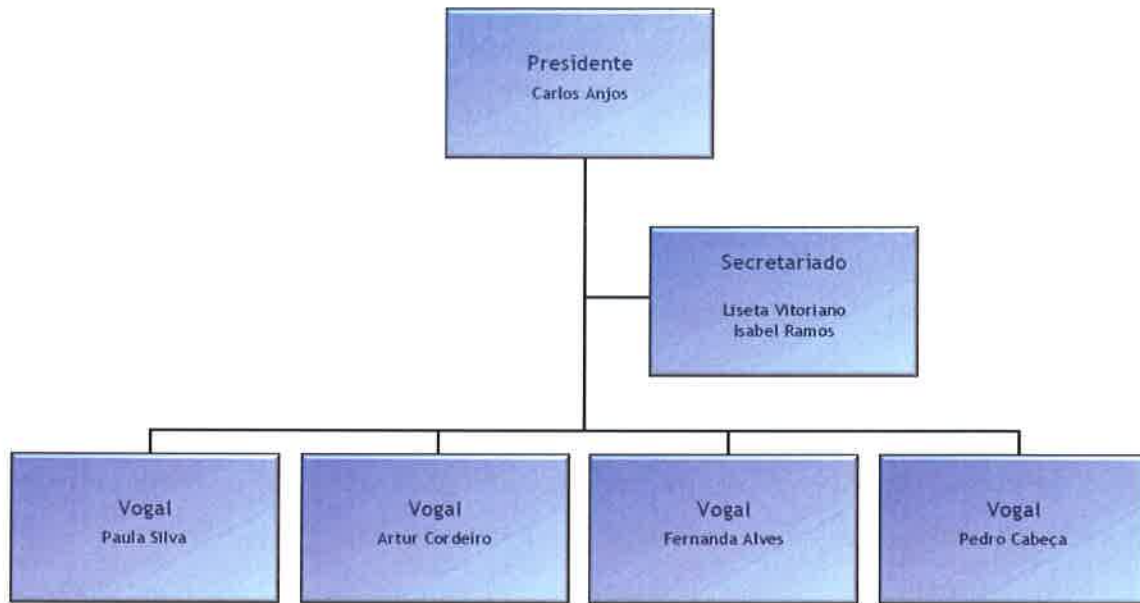 Presidente
Carlos Anjos
Secretariado
Liseta Vitoriano
Isabel Ramos
Vogal
Paula Silva
Vogal
Artur Cordeiro
Vogal
Fernanda Alves
Vogal
Pedro Cabeça